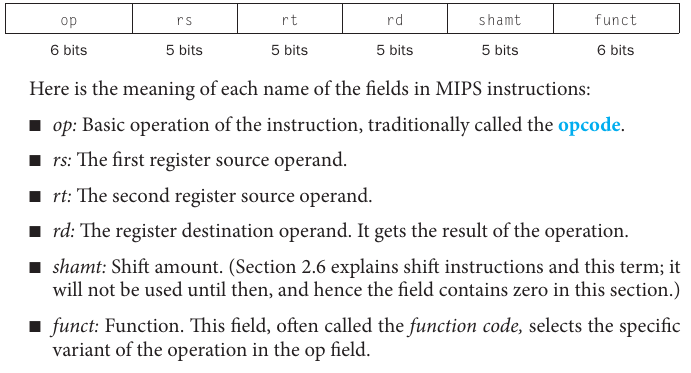 op rs rt rd shamt funct
6 bits 5 bits 5 bits 5 bits 5 bits 6 bits
Here is the meaning of each name of the fields in MIPS instructions:
■ op: Basic operation of the instruction, traditionally called the opcode.
■ rs: The first register source operand.
■ rt: The second register source operand.
■ rd: The register destination operand. It gets the result of the operation.
■ shamt: Shift amount. (Section 2.6 explains shift instructions and this term; it
will not be used until then, and hence the field contains zero in this section.)
■ funct: Function. This field, often called the function code, selects the specific
variant of the operation in the op field.